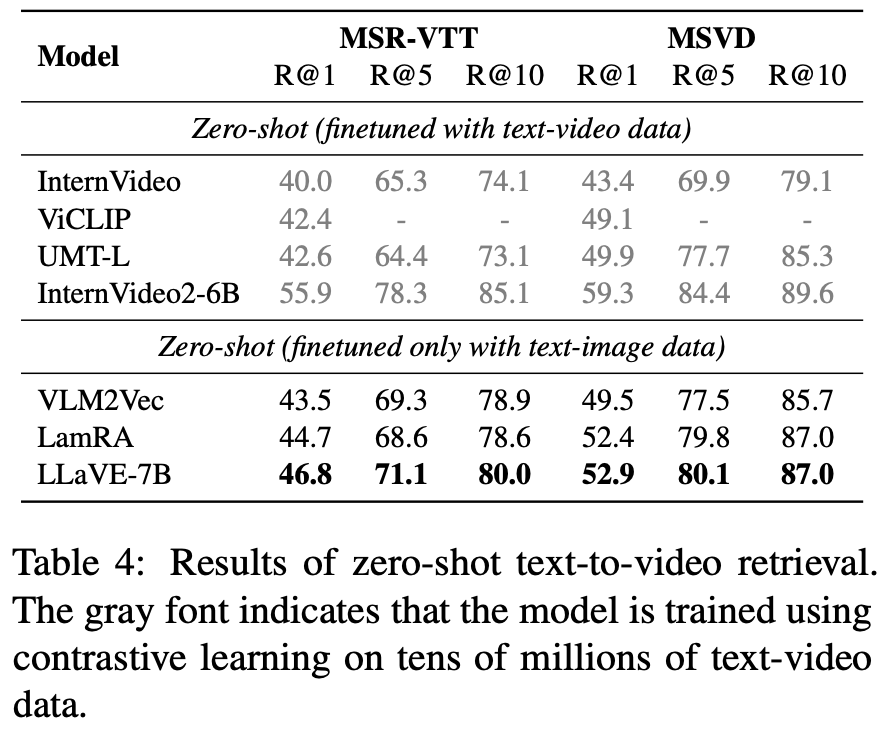 Model MSR-VTT MSVD
R@1 R@5 R@10 R@1 R@5 R@10
Zero-shot (finetuned with text-video data)
InternVideo 40.0 65.3 74.1 43.4 69.9 79.1
ViCLIP 42.4 - - 49.1 - -
UMT-L 42.6 64.4 73.1 49.9 77.7 85.3
InternVideo2-6B 55.9 78.3 85.1 59.3 84.4 89.6
Zero-shot (finetuned only with text-image data)
VLM2Vec 43.5 69.3 78.9 49.5 77.5 85.7
LamRA 44.7 68.6 78.6 52.4 79.8 87.0
LLaVE-7B 46.8 71.1 80.0 52.9 80.1 87.0
Table 4: Results of zero-shot text-to-video retrieval.
The gray font indicates that the model is trained using
contrastive learning on tens of millions of text-video
data.